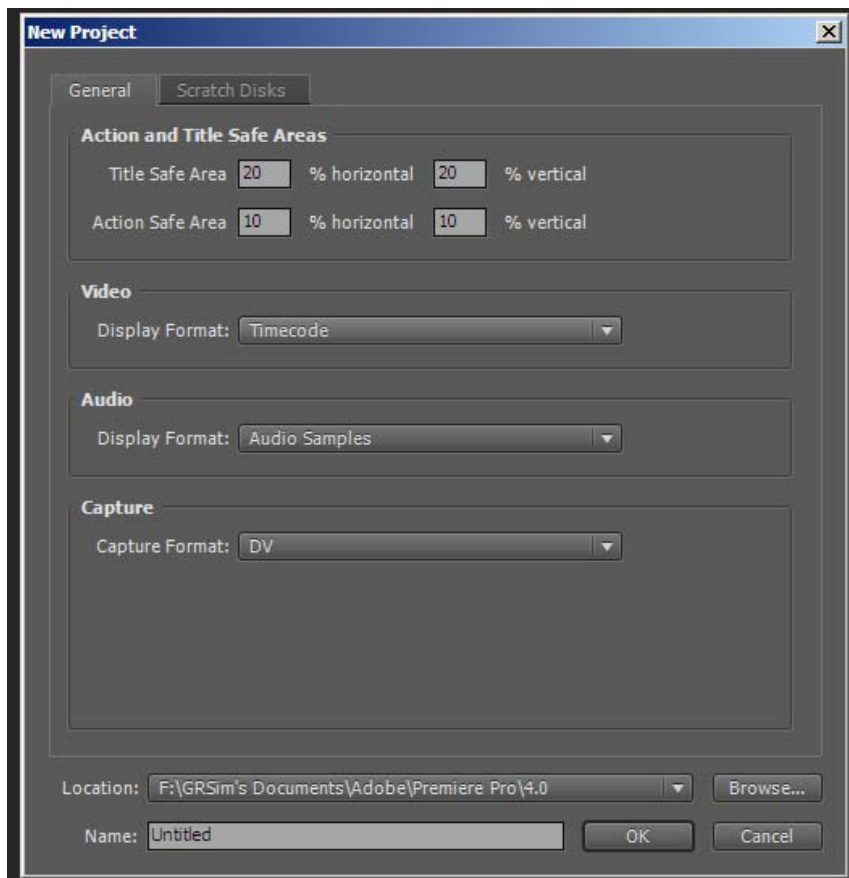 New Project
General Scratch Disks
Action and Title Safe Areas
Title Safe Area 20 % horizontal 20 % vertical
Action Safe Area 10 % horizontal 10 % vertical
Video
Display Format: Timecode
Audio
Display Format: Audio Samples
Capture
Capture Format: DV
Location: F:\GRSim's Documents\Adobe\Premiere Pro\4.0 Browse...
Name: Untitled OK Cancel